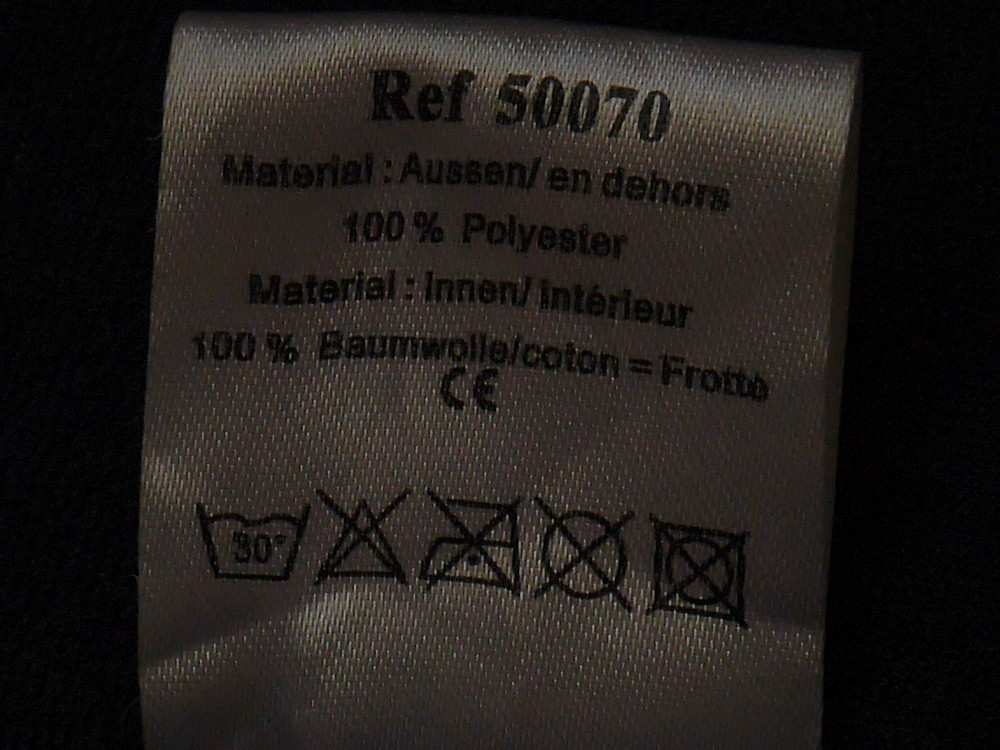 Ref 50070
Material : Aussen/ en dehors
100 % Polyester
Material : Innen/ Intérieur
100 % Baumwolle/coton = Frotté
CE
30°